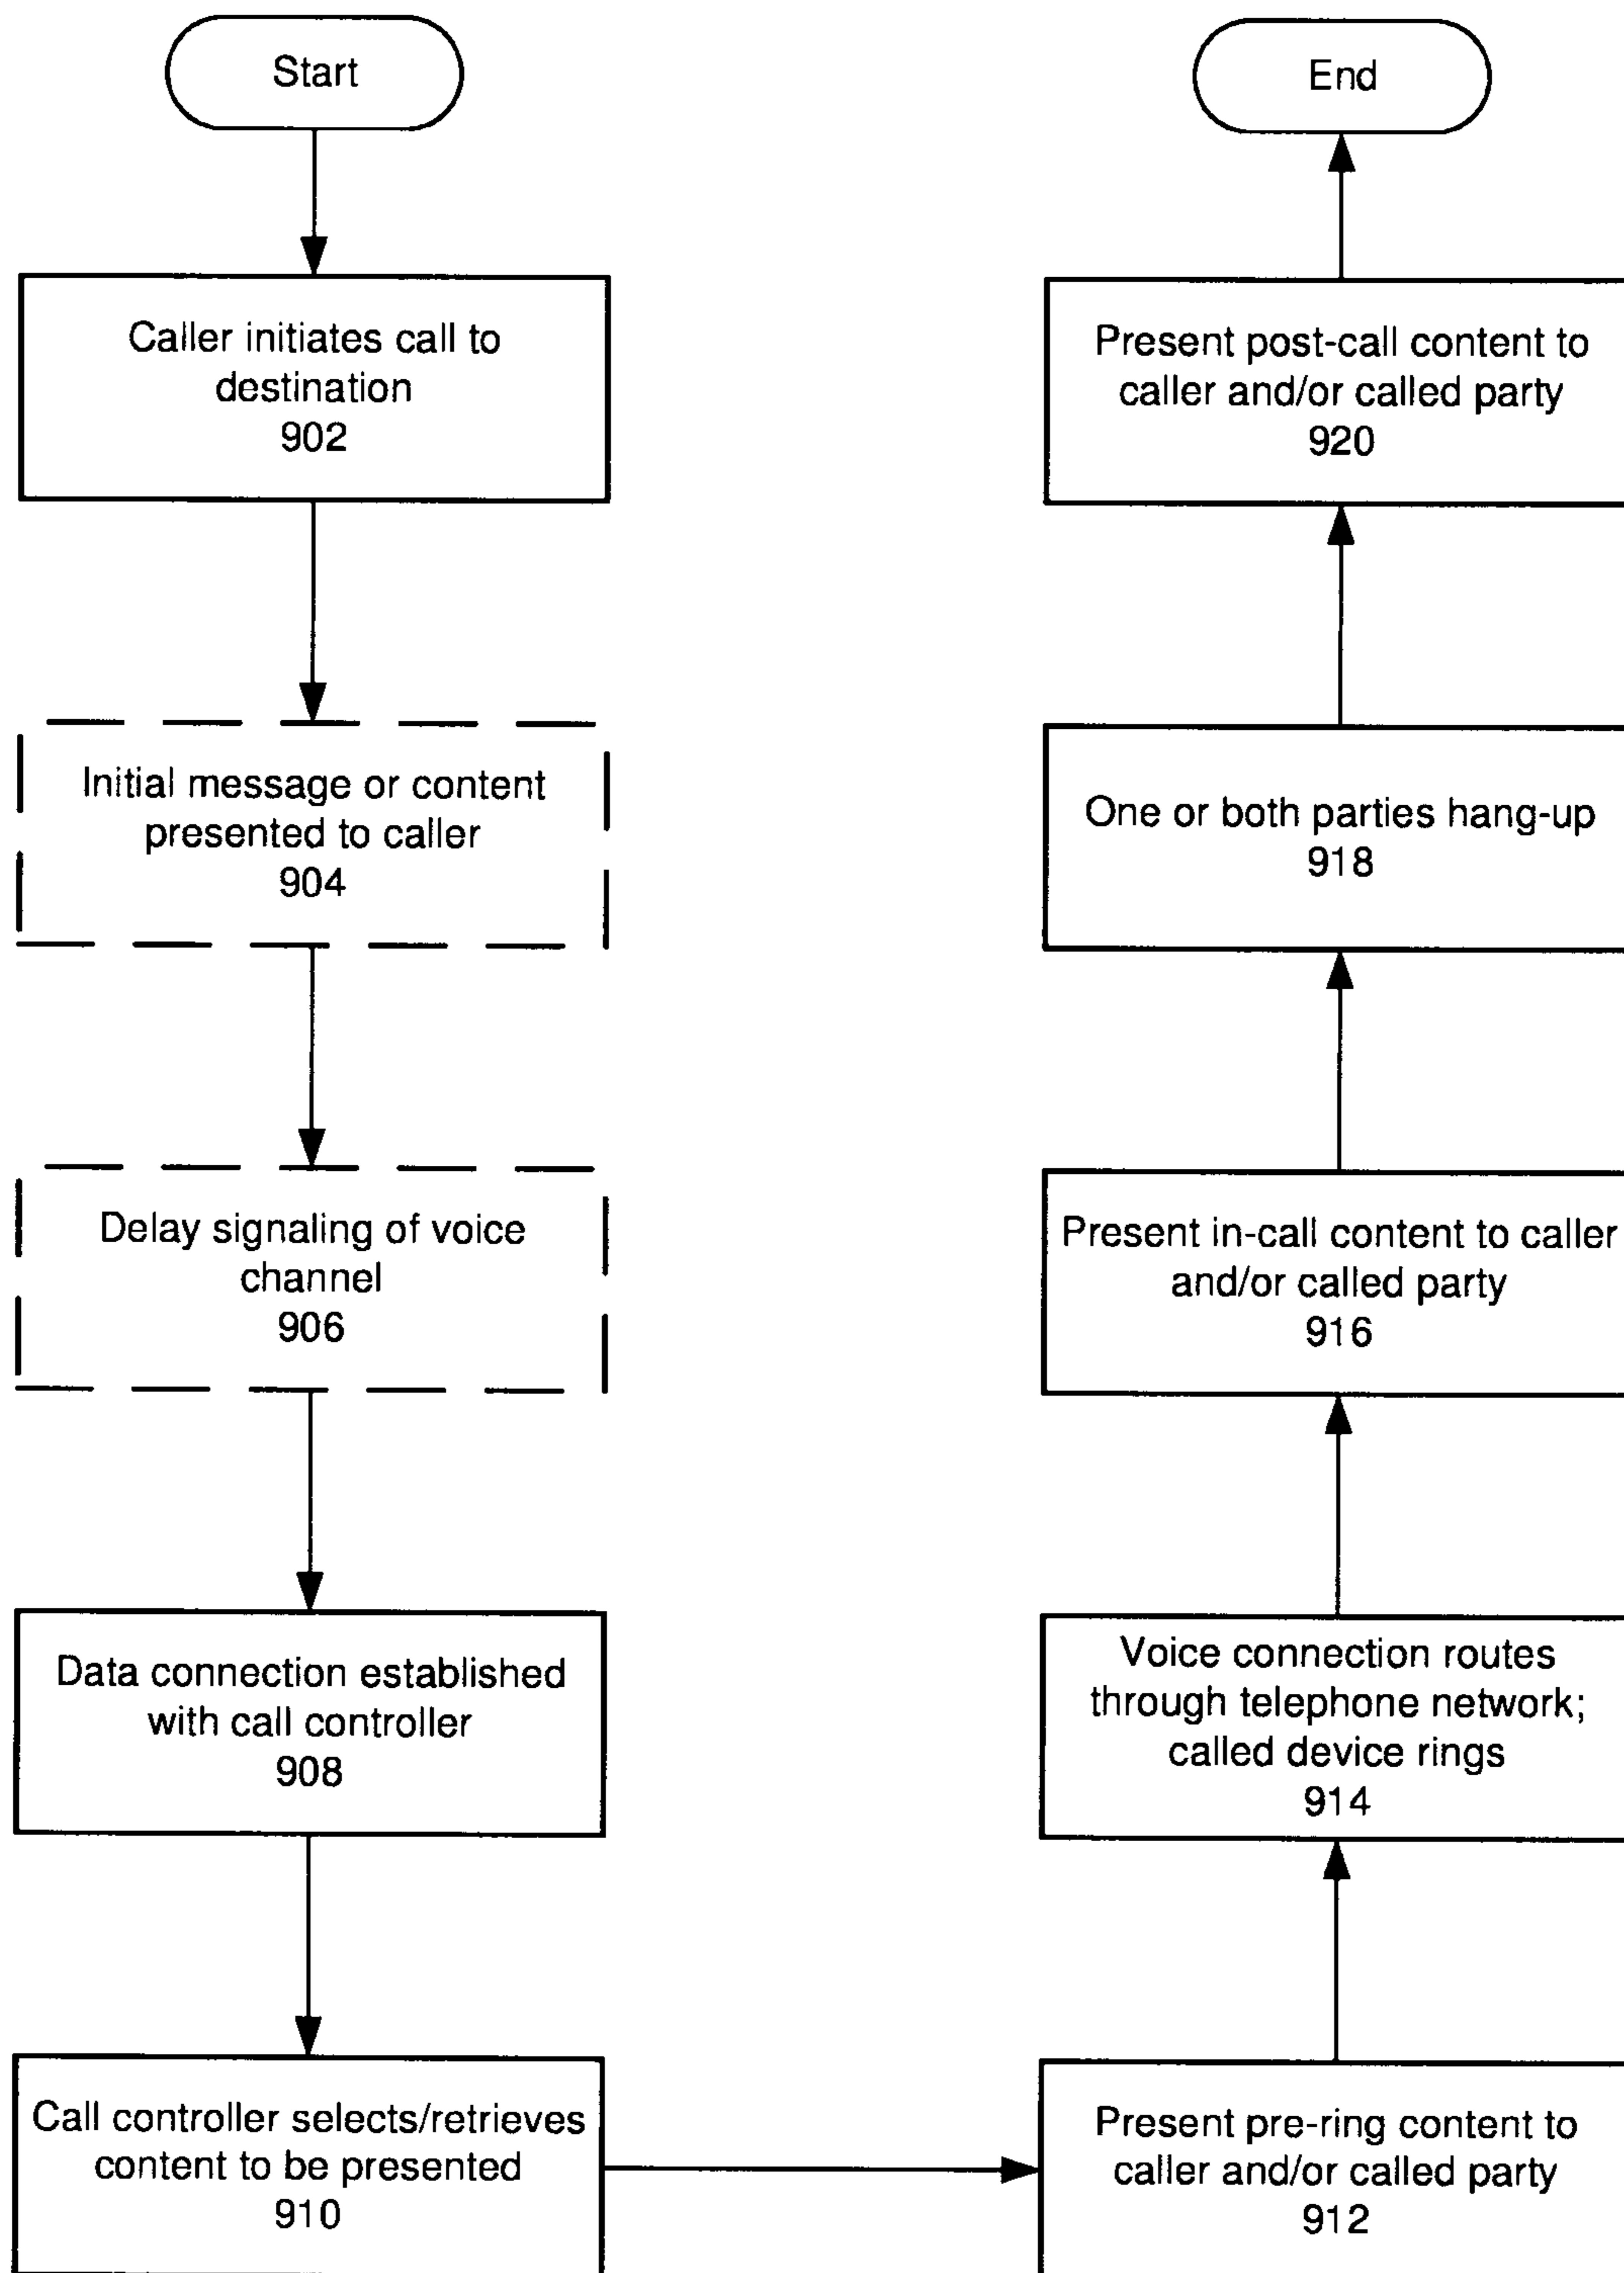 Start
Caller initiates call to
destination
902
Initial message or content
presented to caller
904
Delay signaling of voice
channel
906
Data connection established
with call controller
908
Call controller selects/retrieves
content to be presented
910
Present pre-ring content to
caller and/or called party
912
Voice connection routes
through telephone network;
called device rings
914
Present in-call content to caller
and/or called party
916
One or both parties hang-up
918
Present post-call content to
caller and/or called party
920
End